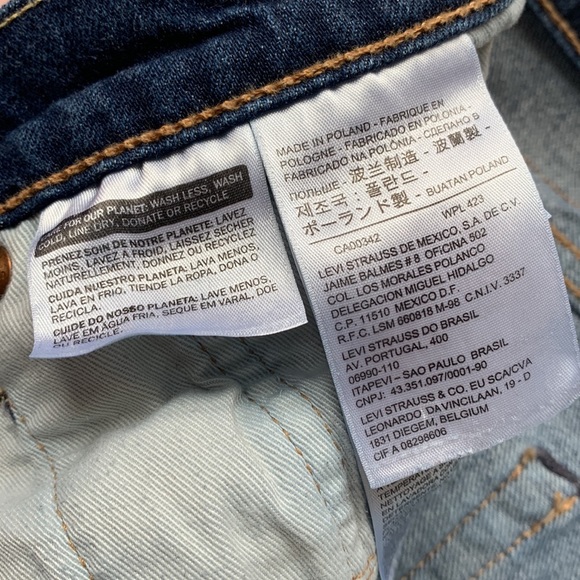 CARE FOR OUR PLANET: WASH LESS, WASH
COLD, LINE DRY, DONATE OR RECYCLE
PRENEZ SOIN DE NOTRE PLANETE: LAVEZ
MOINS, LAVEZ A FROID, LAISSEZ SECHER
NATURELLEMENT, DONNEZ OU RECYCLEZ
CUIDA NUESTRO PLANETA: LAVA MENOS,
LAVA EN FRIO, TIENDE LA ROPA, DONA O
RECICLA.
CUIDE DO NOSSO PLANETA: LAVE MENOS,
LAVE EM ÁGUA FRIA, SEQUE EM VARAL, DOE
OU RECICLE.
MADE IN POLAND - FABRIQUE EN
POLOGNE - FABRICADO EN POLONIA -
FABRICADO NA POLÔNIA - СДЕЛАНО В
ПОЛЬШЕ - 波兰制造 - 波蘭製 -
제조국: 폴란드 -
ポーランド製 - BUATAN POLAND
CA00342 WPL 423
LEVI STRAUSS DE MEXICO, S.A. DE C.V.
JAIME BALMES # 8 OFICINA 502
COL. LOS MORALES POLANCO
DELEGACION MIGUEL HIDALGO
C.P. 11510 MEXICO D.F.
R.F.C. LSM 660818 M-98 C.N.I.V. 3337
LEVI STRAUSS DO BRASIL
AV. PORTUGAL, 400
06990-110
ITAPEVI - SAO PAULO BRASIL
CNPJ: 43.351.097/0001-90
LEVI STRAUSS & CO. EU SCA/CVA
LEONARDO DAVINCILAAN, 19 - D
1831 DIEGEM, BELGIUM
CIF A 08298606
TEMPERATURE
NETTOYAGE A
EN LAVADORA